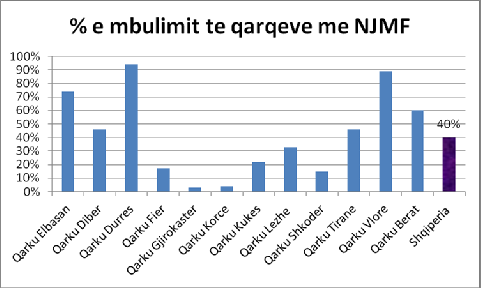 % e mbulimit te qarqeve me NJMF
100%
90%
80%
70%
60%
50%
40%
30%
20%
10%
0%
40%
Qarku Elbasan
Qarku Diber
Qarku Durres
Qarku Fier
Qarku Gjirokaster
Qarku Korce
Qarku Kukes
Qarku Lezhe
Qarku Shkoder
Qarku Tirane
Qarku Vlore
Qarku Berat
Shqiperia